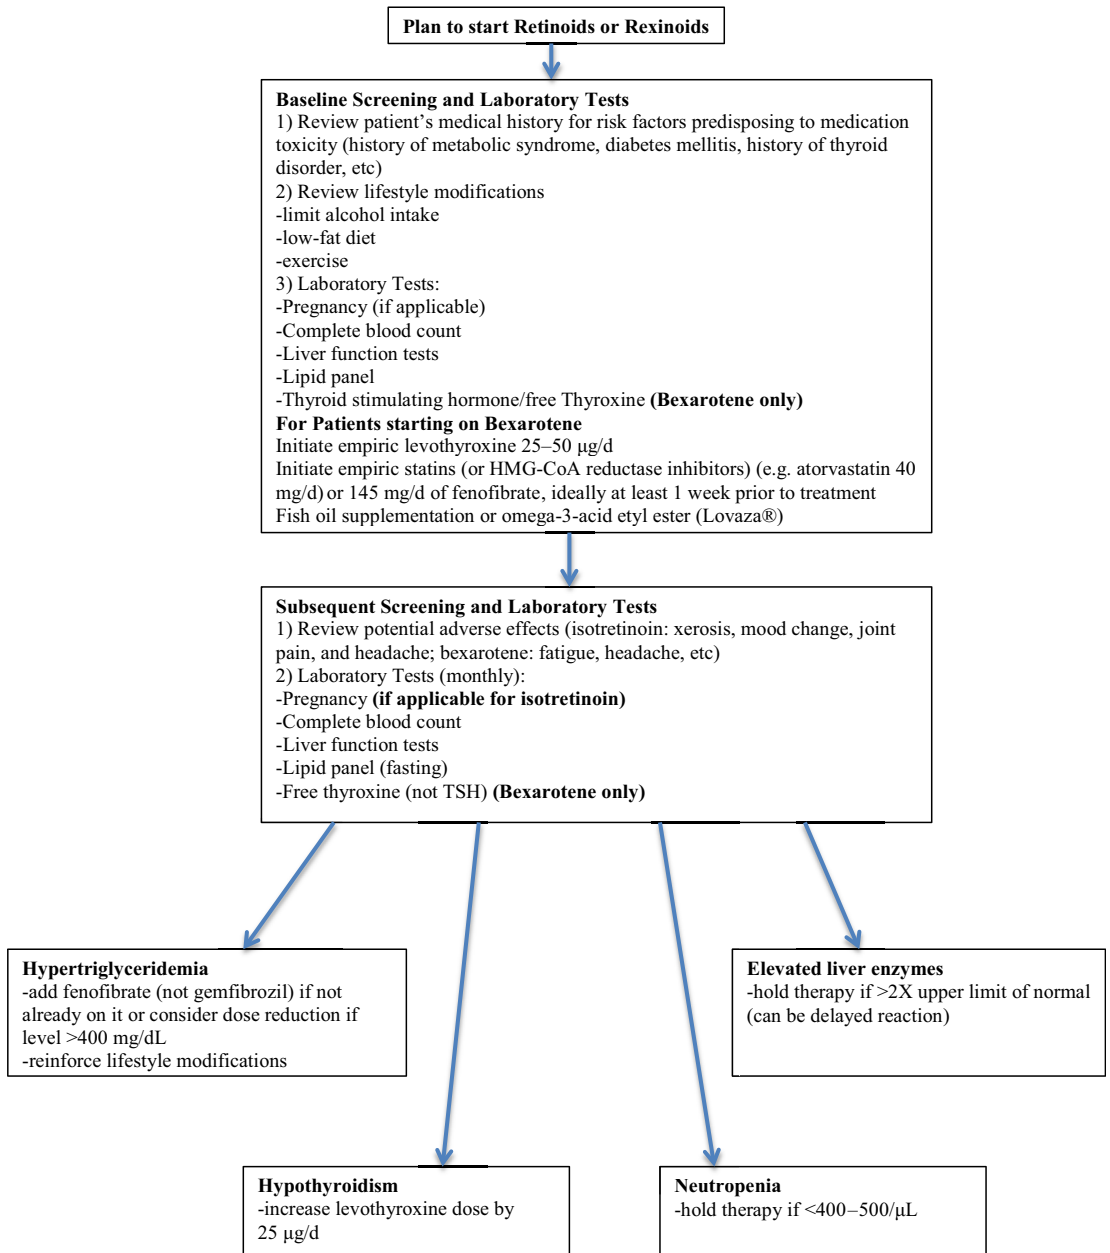 Plan to start Retinoids or Rexinoids
Baseline Screening and Laboratory Tests
1) Review patient's medical history for risk factors predisposing to medication
toxicity (history of metabolic syndrome, diabetes mellitis, history of thyroid
disorder, etc)
2) Review lifestyle modifications
-limit alcohol intake
-low-fat diet
-exercise
3) Laboratory Tests:
-Pregnancy (if applicable)
-Complete blood count
-Liver function tests
-Lipid panel
-Thyroid stimulating hormone/free Thyroxine (Bexarotene only)
For Patients starting on Bexarotene
Initiate empiric levothyroxine 25–50 μg/d
Initiate empiric statins (or HMG-CoA reductase inhibitors) (e.g. atorvastatin 40
mg/d) or 145 mg/d of fenofibrate, ideally at least 1 week prior to treatment
Fish oil supplementation or omega-3-acid etyl ester (Lovaza®)
Subsequent Screening and Laboratory Tests
1) Review potential adverse effects (isotretinoin: xerosis, mood change, joint
pain, and headache; bexarotene: fatigue, headache, etc)
2) Laboratory Tests (monthly):
-Pregnancy (if applicable for isotretinoin)
-Complete blood count
-Liver function tests
-Lipid panel (fasting)
-Free thyroxine (not TSH) (Bexarotene only)
Hypertriglyceridemia
-add fenofibrate (not gemfibrozil) if not
already on it or consider dose reduction if
level >400 mg/dL
-reinforce lifestyle modifications
Elevated liver enzymes
-hold therapy if >2X upper limit of normal
(can be delayed reaction)
Hypothyroidism
-increase levothyroxine dose by
25 μg/d
Neutropenia
-hold therapy if <400–500/μL